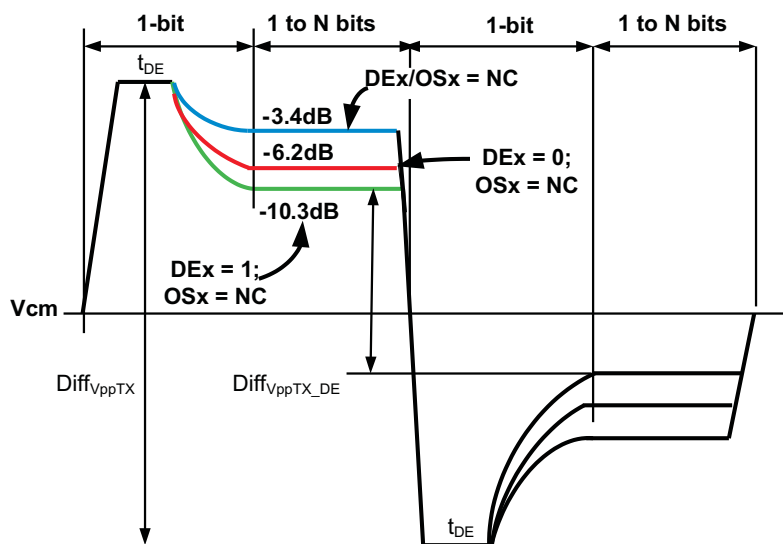 1-bit
1 to N bits
1-bit
1 to N bits
tDE
DEx/OSx = NC
-3.4dB
-6.2dB
DEx = 0;
OSx = NC
-10.3dB
DEx = 1;
OSx = NC
Vcm
DiffVppTX
DiffVppTX_DE
tDE